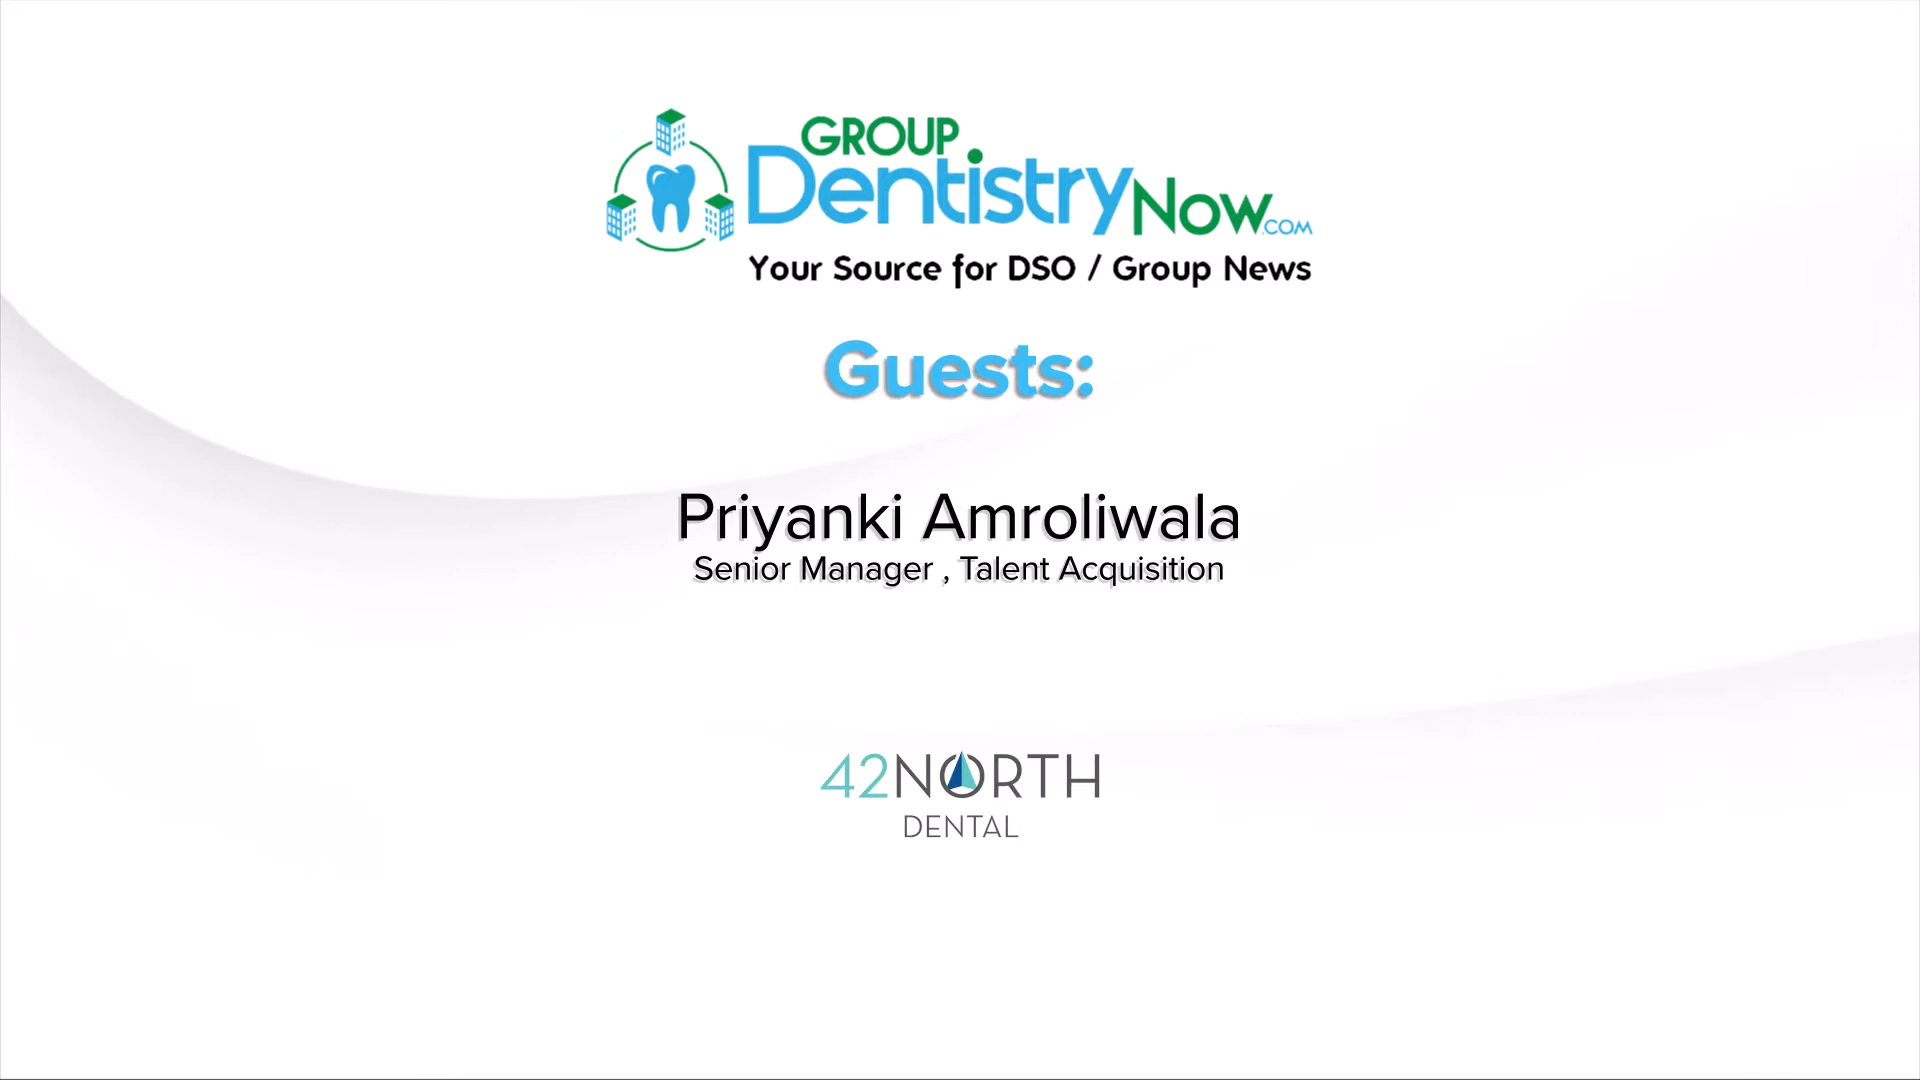 GROUP
DentistryNow.COM
Your Source for DSO / Group News
Guests:
Priyanki Amroliwala
Senior Manager , Talent Acquisition
42NORTH
DENTAL